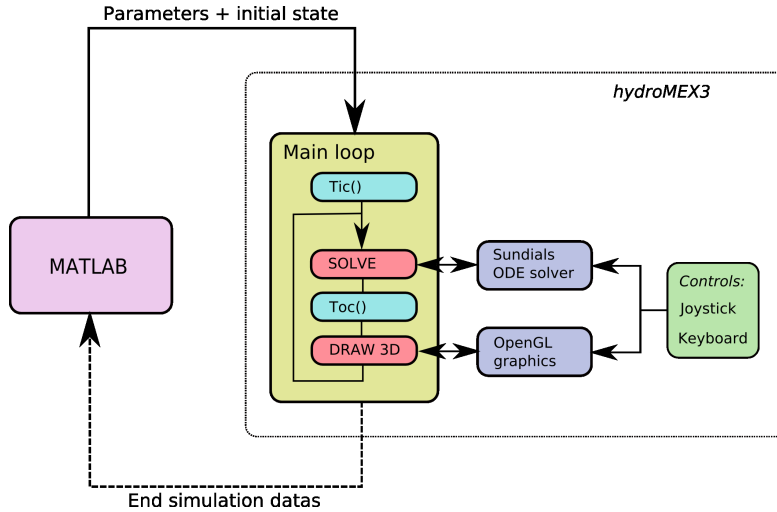 Parameters + initial state
hydroMEX3
Main loop
Tic()
MATLAB
SOLVE
Sundials
ODE solver
Controls:
Joystick
Keyboard
Toc()
DRAW 3D
OpenGL
graphics
End simulation datas